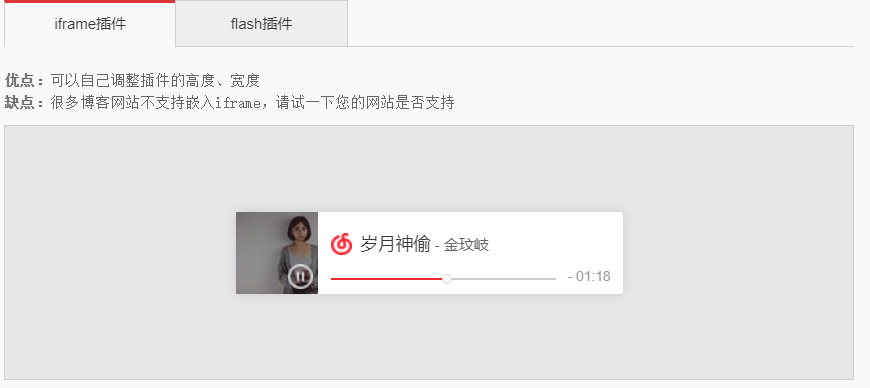 iframe插件
flash插件
优点：可以自己调整插件的高度、宽度
缺点：很多博客网站不支持嵌入iframe，请试一下您的网站是否支持
岁月神偷 - 金玟岐
- 01:18